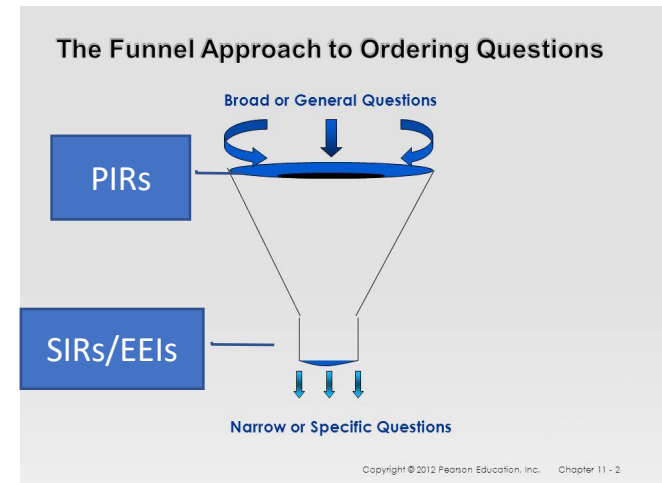 The Funnel Approach to Ordering Questions
Broad or General Questions
PIRs
SIRs/EEIs
Narrow or Specific Questions
Copyright © 2012 Pearson Education, Inc. Chapter 11 - 2